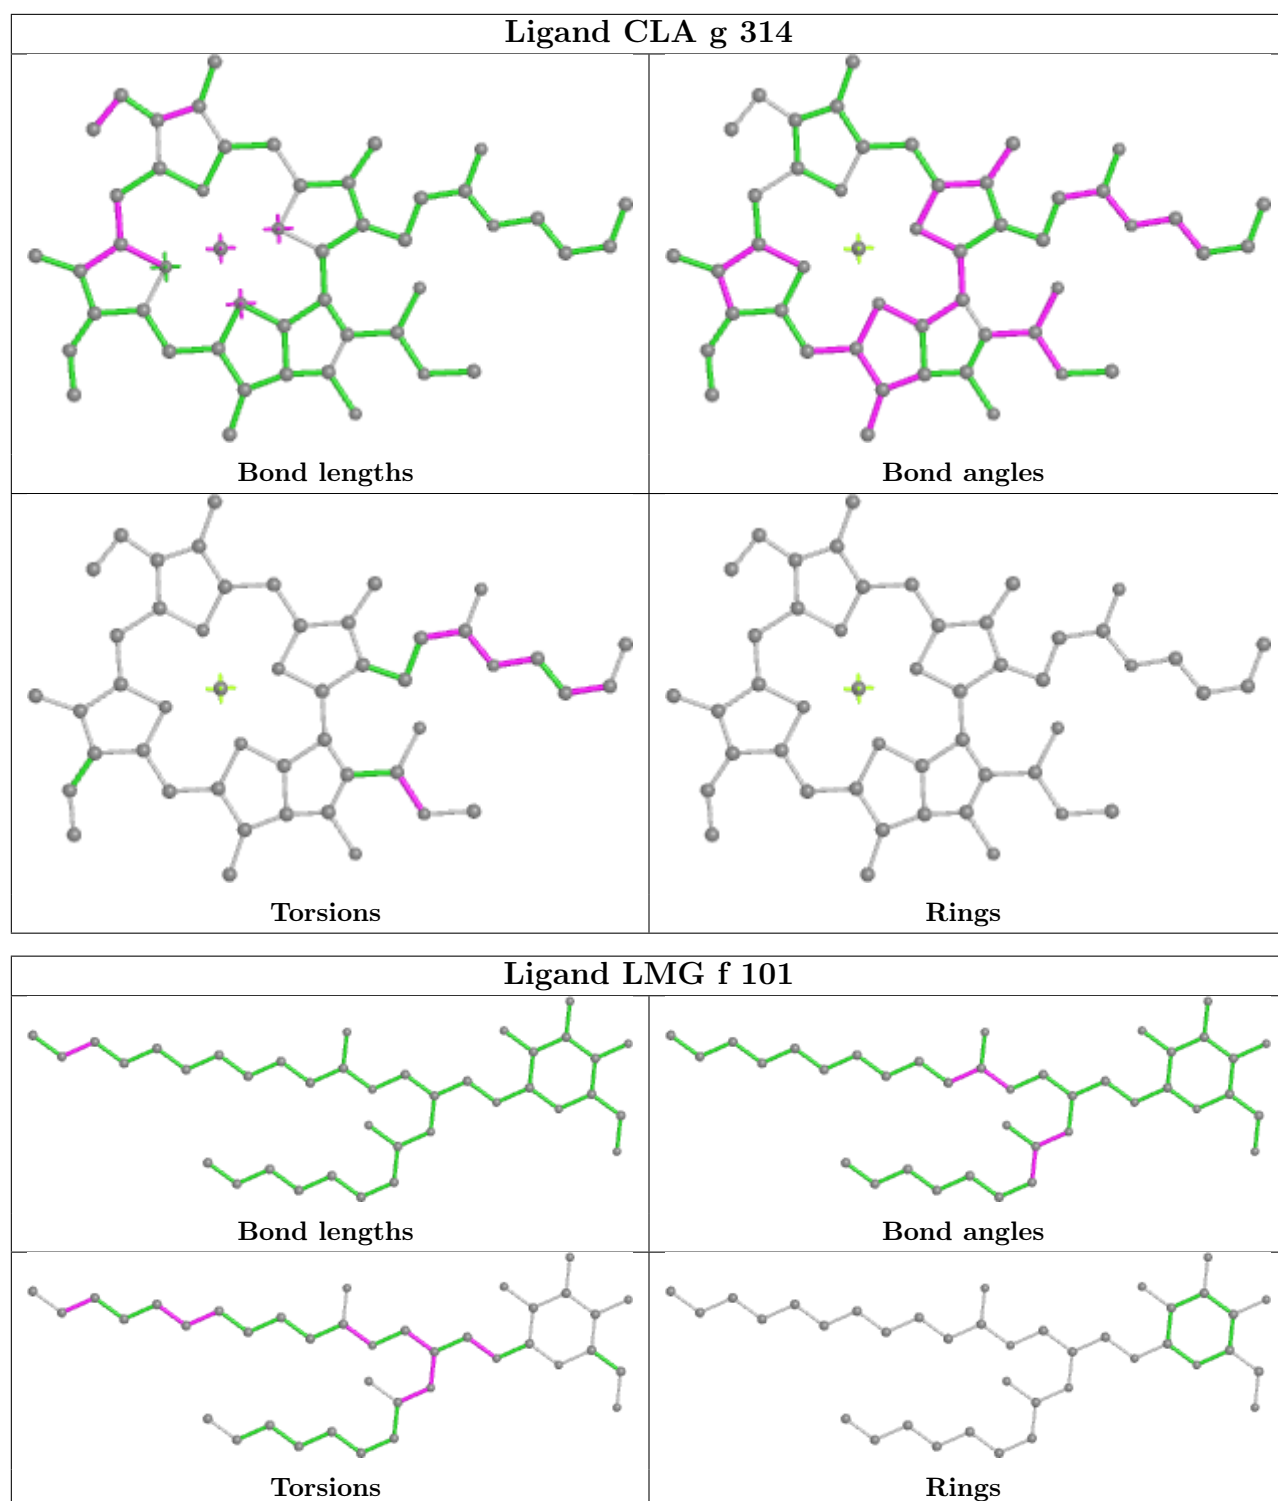 Ligand CLA g 314
Bond lengths
Bond angles
Torsions
Rings
Ligand LMG f 101
Bond lengths
Bond angles
Torsions
Rings